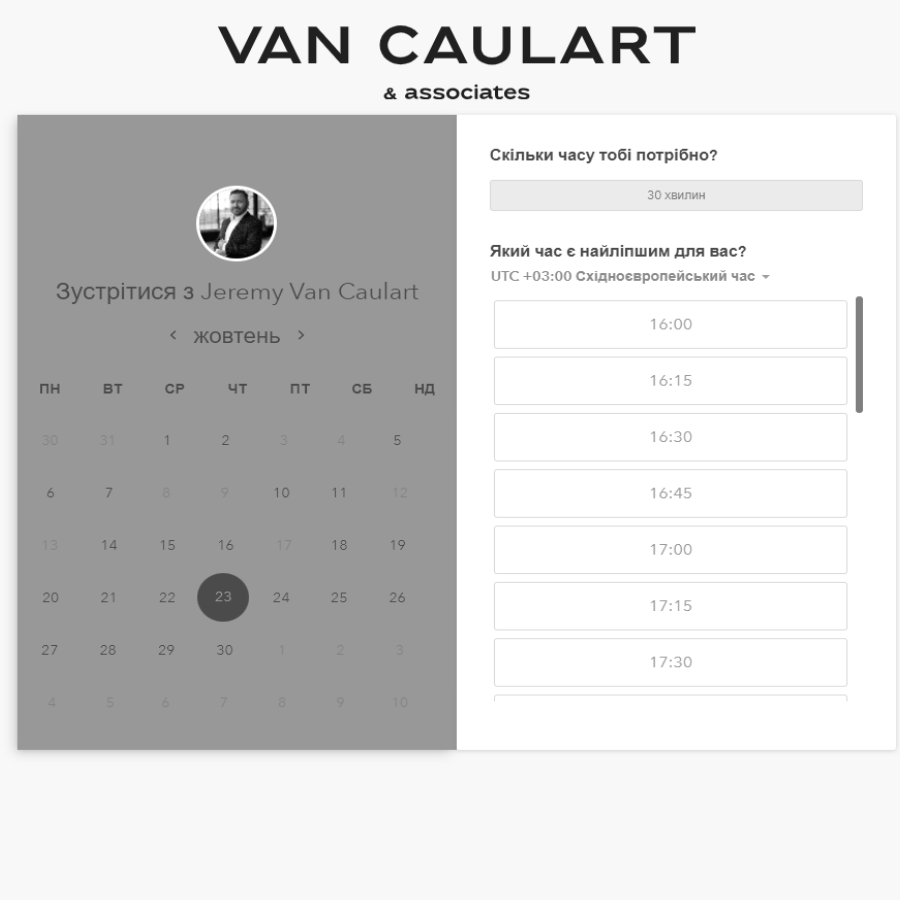 VAN CAULART
& associates
Зустрітися з Jeremy Van Caulart
жовтень
ПН ВТ СР ЧТ ПТ СБ НД
30 31 1 2 3 4 5
6 7 8 9 10 11 12
13 14 15 16 17 18 19
20 21 22 23 24 25 26
27 28 29 30 1 2 3
4 5 6 7 8 9 10
Скільки часу тобі потрібно?
30 хвилин
Який час є найліпшим для вас?
UTC +03:00 Східноєвропейський час
16:00
16:15
16:30
16:45
17:00
17:15
17:30